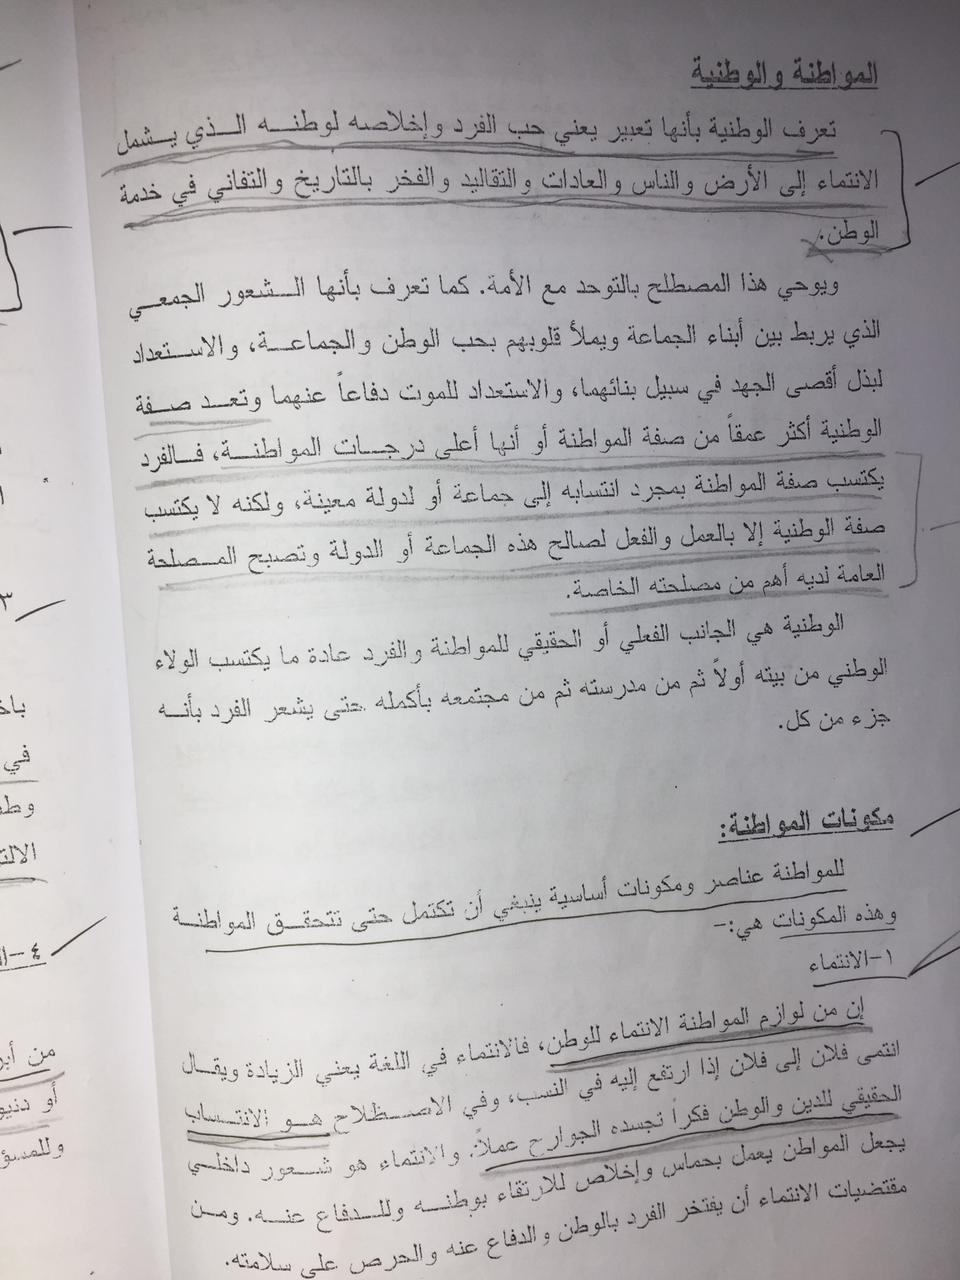 المواطنة والوطنية
تعرف الوطنية بأنها تعبير يعني حب الفرد وإخلاصه لوطنه الذي يشمل
الانتماء إلى الأرض والناس والعادات والتقاليد والفخر بالتاريخ والتفاني في خدمة
الوطن.
ويوحي هذا المصطلح بالتوحد مع الأمة. كما تعرف بأنها الشعور الجمعي
الذي يربط بين أبناء الجماعة ويملأ قلوبهم بحب الوطن والجماعة، والاستعداد
لبذل أقصى الجهد في سبيل بنائهما، والاستعداد للموت دفاعاً عنهما وتعد صفة
الوطنية أكثر عمقاً من صفة المواطنة أو أنها أعلى درجات المواطنة، فالفرد
يكتسب صفة المواطنة بمجرد انتسابه إلى جماعة أو لدولة معينة، ولكنه لا يكتسب
صفة الوطنية إلا بالعمل والفعل لصالح هذه الجماعة أو الدولة وتصبح المصلحة
العامة لديه أهم من مصلحته الخاصة.
الوطنية هي الجانب الفعلي أو الحقيقي للمواطنة والفرد عادة ما يكتسب الولاء
الوطني من بيته أولاً ثم من مدرسته ثم من مجتمعه بأكمله حتى يشعر الفرد بأنه
جزء من كل.
مكونات المواطنة:
للمواطنة عناصر ومكونات أساسية ينبغي أن تكتمل حتى تتحقق المواطنة
وهذه المكونات هي:-
١-الانتماء
إن من لوازم المواطنة الانتماء للوطن، فالانتماء في اللغة يعني الزيادة ويقال
انتمى فلان إلى فلان إذا ارتفع إليه في النسب، وفي الاصطلاح هو الانتساب
الحقيقي للدين والوطن فكراً تجسده الجوارح عملاً. والانتماء هو شعور داخلي
يجعل المواطن يعمل بحماس وإخلاص للارتقاء بوطنه وللدفاع عنه. ومن
مقتضيات الانتماء أن يفتخر الفرد بالوطن والدفاع عنه والحرص على سلامته.
٣
في
٤-